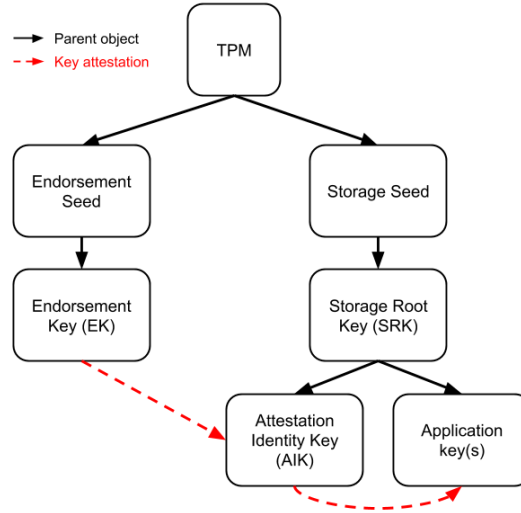 Parent object
Key attestation
TPM
Endorsement
Seed
Storage Seed
Endorsement
Key (EK)
Storage Root
Key (SRK)
Attestation
Identity Key
(AIK)
Application
key(s)